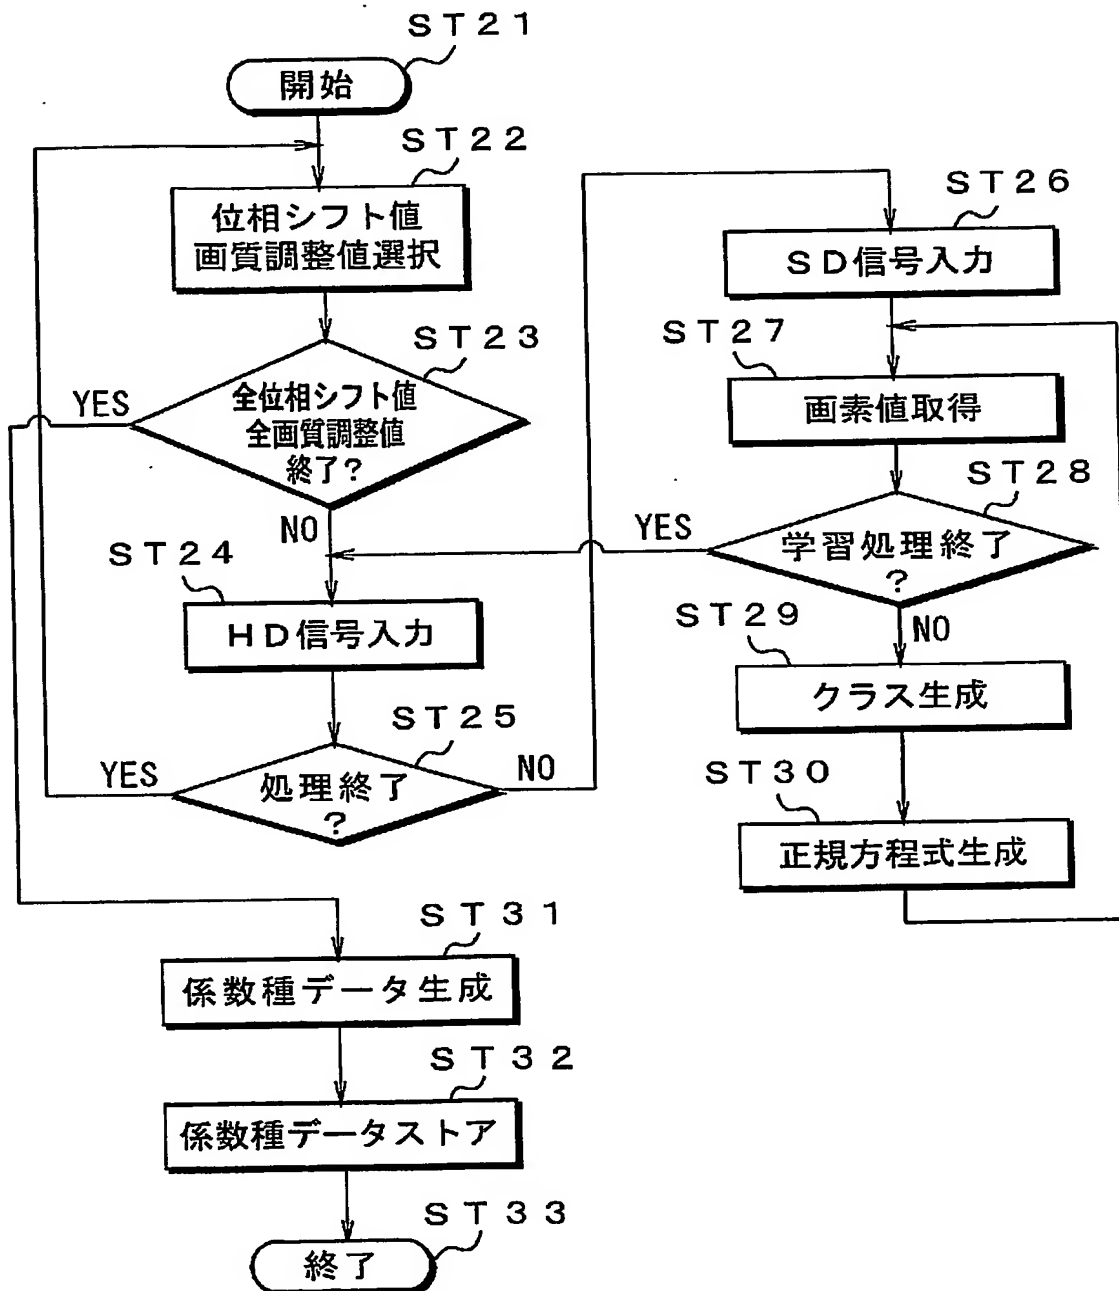 ST21
開始
ST22
位相シフト値
画質調整値選択
ST23
YES
全位相シフト値
全画質調整値
終了?
NO
ST24
HD信号入力
ST25
YES
処理終了
?
NO
ST26
SD信号入力
ST27
画素値取得
ST28
YES
学習処理終了
?
NO
ST29
クラス生成
ST30
正規方程式生成
ST31
係数種データ生成
ST32
係数種データストア
ST33
終了